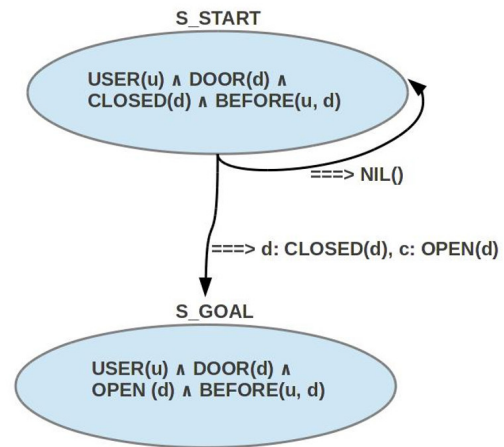 S_START
USER(u) ∧ DOOR(d) ∧
CLOSED(d) ∧ BEFORE(u, d)
===> NIL()
===> d: CLOSED(d), c: OPEN(d)
S_GOAL
USER(u) ∧ DOOR(d) ∧
OPEN (d) ∧ BEFORE(u, d)